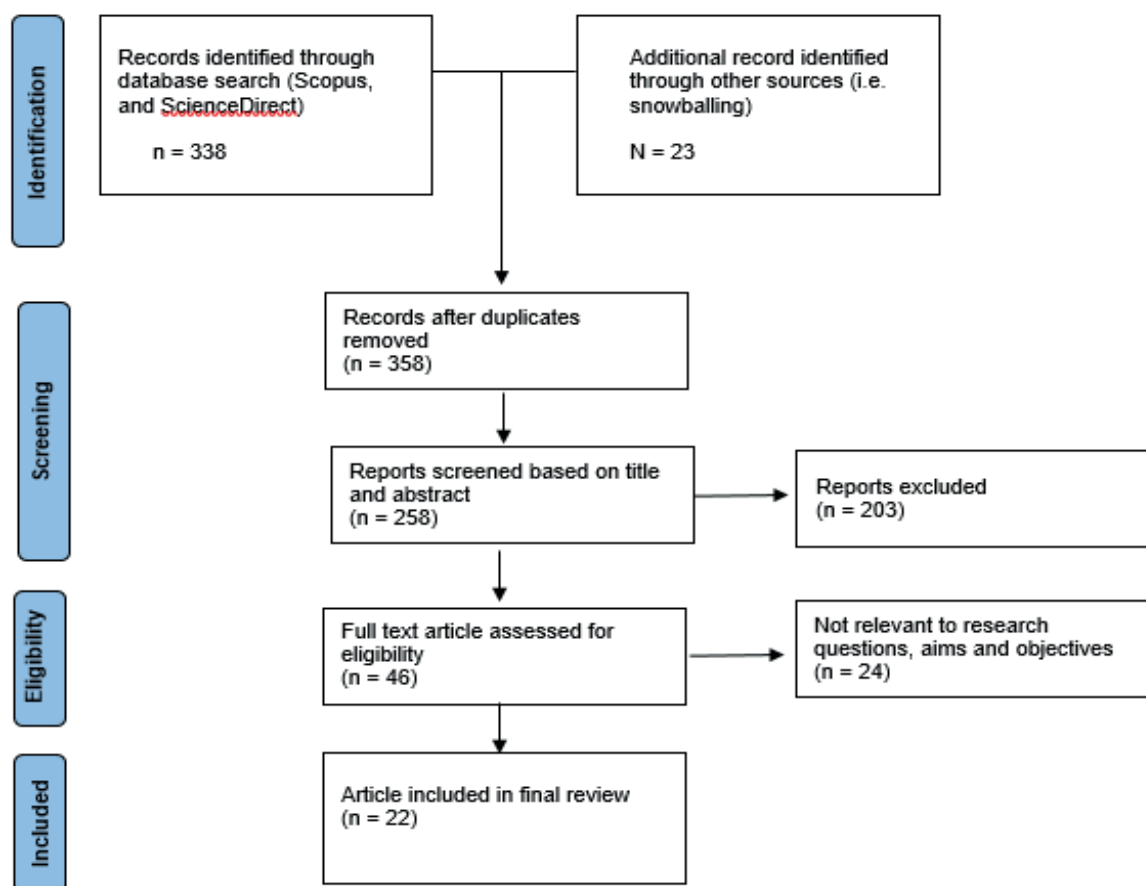 Identification
Records identified through
database search (Scopus,
and ScienceDirect)
n = 338
Additional record identified
through other sources (i.e.
snowballing)
N = 23
Screening
Records after duplicates
removed
(n = 358)
Reports screened based on title
and abstract
(n = 258)
Reports excluded
(n = 203)
Eligibility
Full text article assessed for
eligibility
(n = 46)
Not relevant to research
questions, aims and objectives
(n = 24)
Included
Article included in final review
(n = 22)